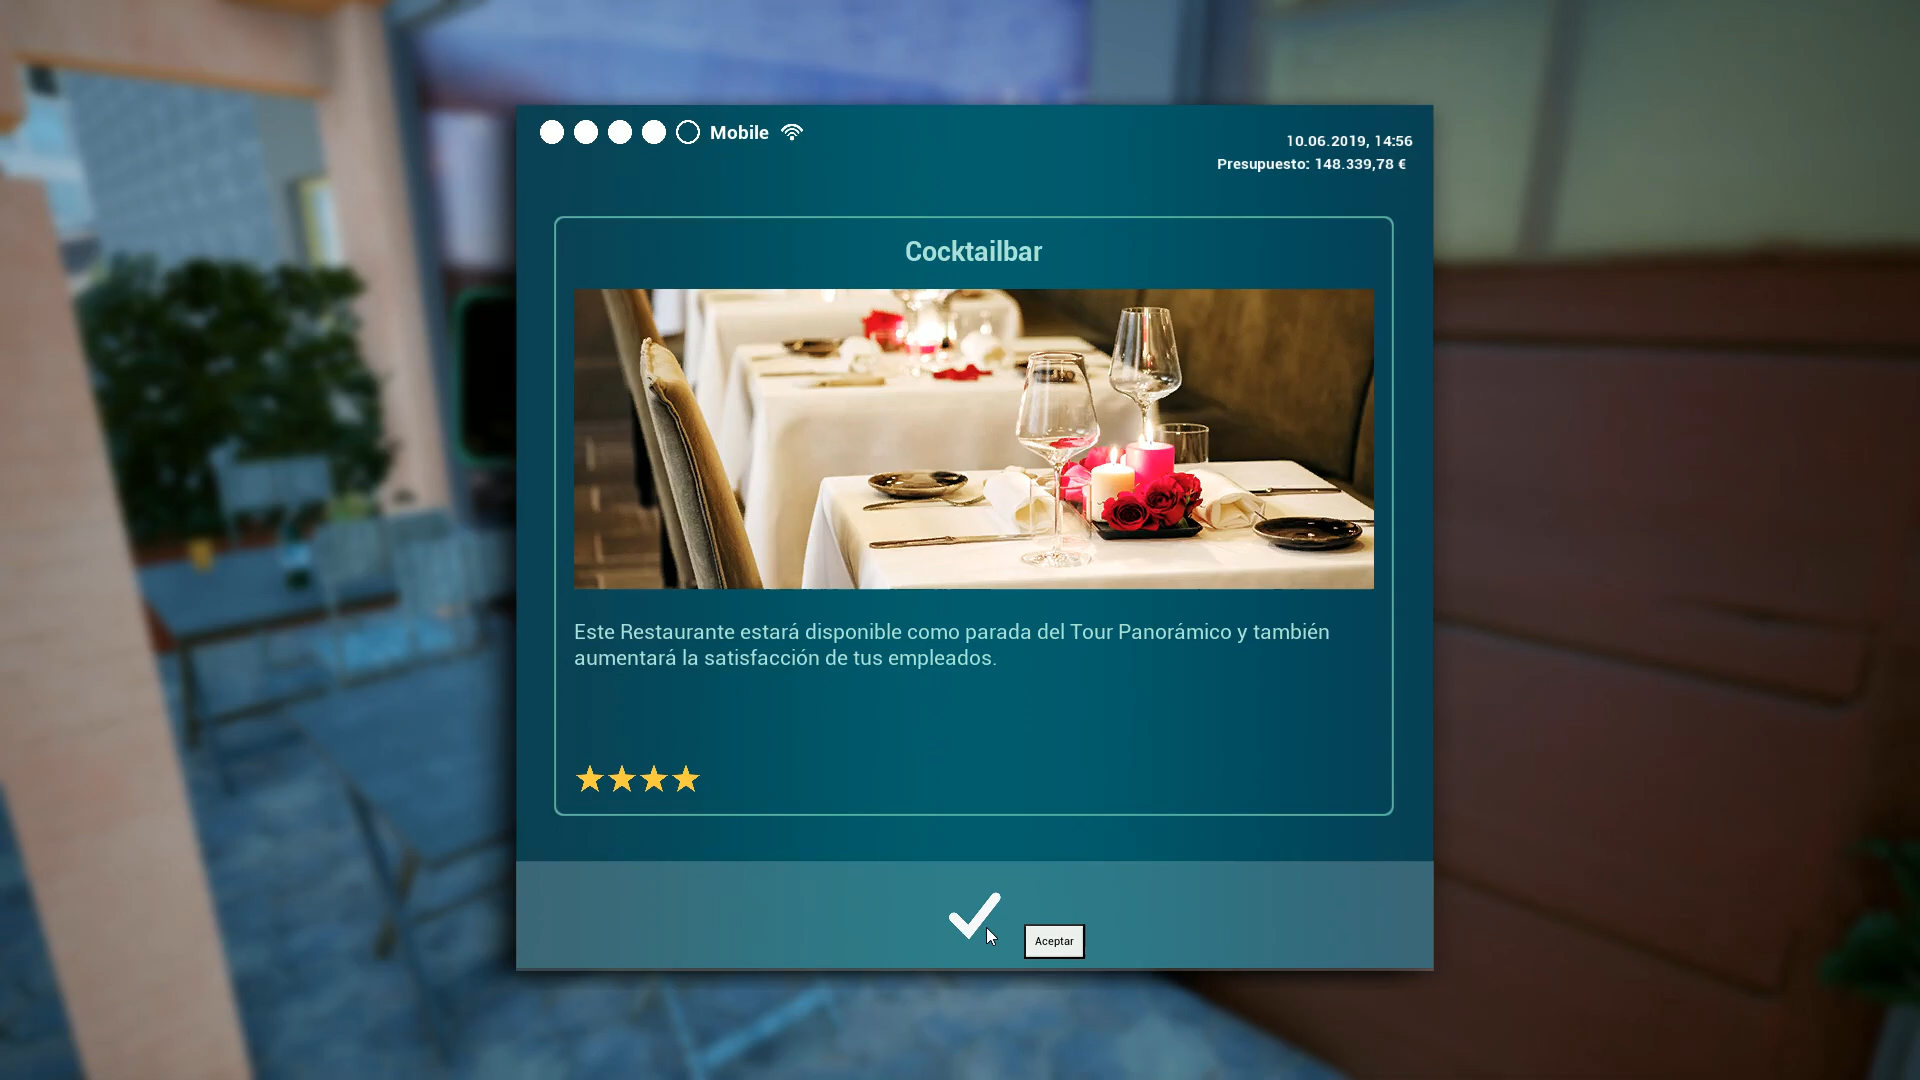 Mobile
10.06.2019, 14:56
Presupuesto: 148.339,78 €
Cocktailbar
Este Restaurante estará disponible como parada del Tour Panorámico y también
aumentará la satisfacción de tus empleados.
Aceptar